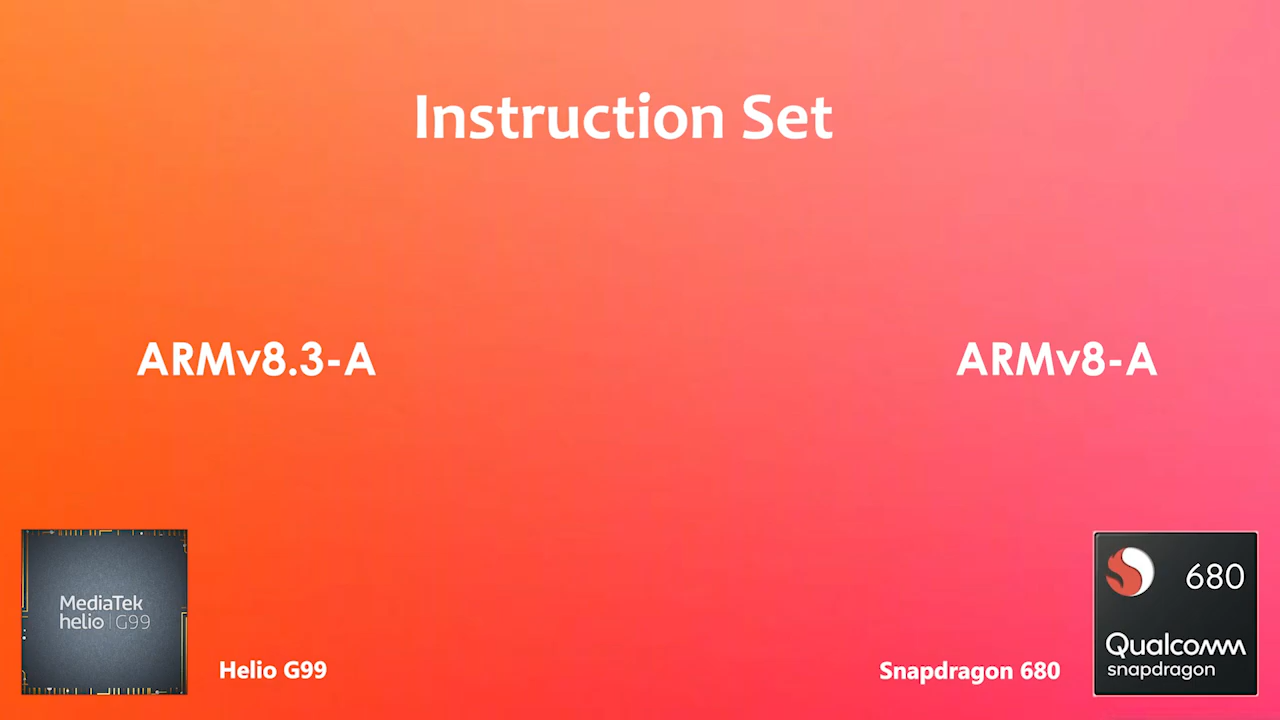 Instruction Set
ARMv8.3-A
ARMv8-A
MediaTek
helio G99
Helio G99
Snapdragon 680
680
Qualcomm
snapdragon